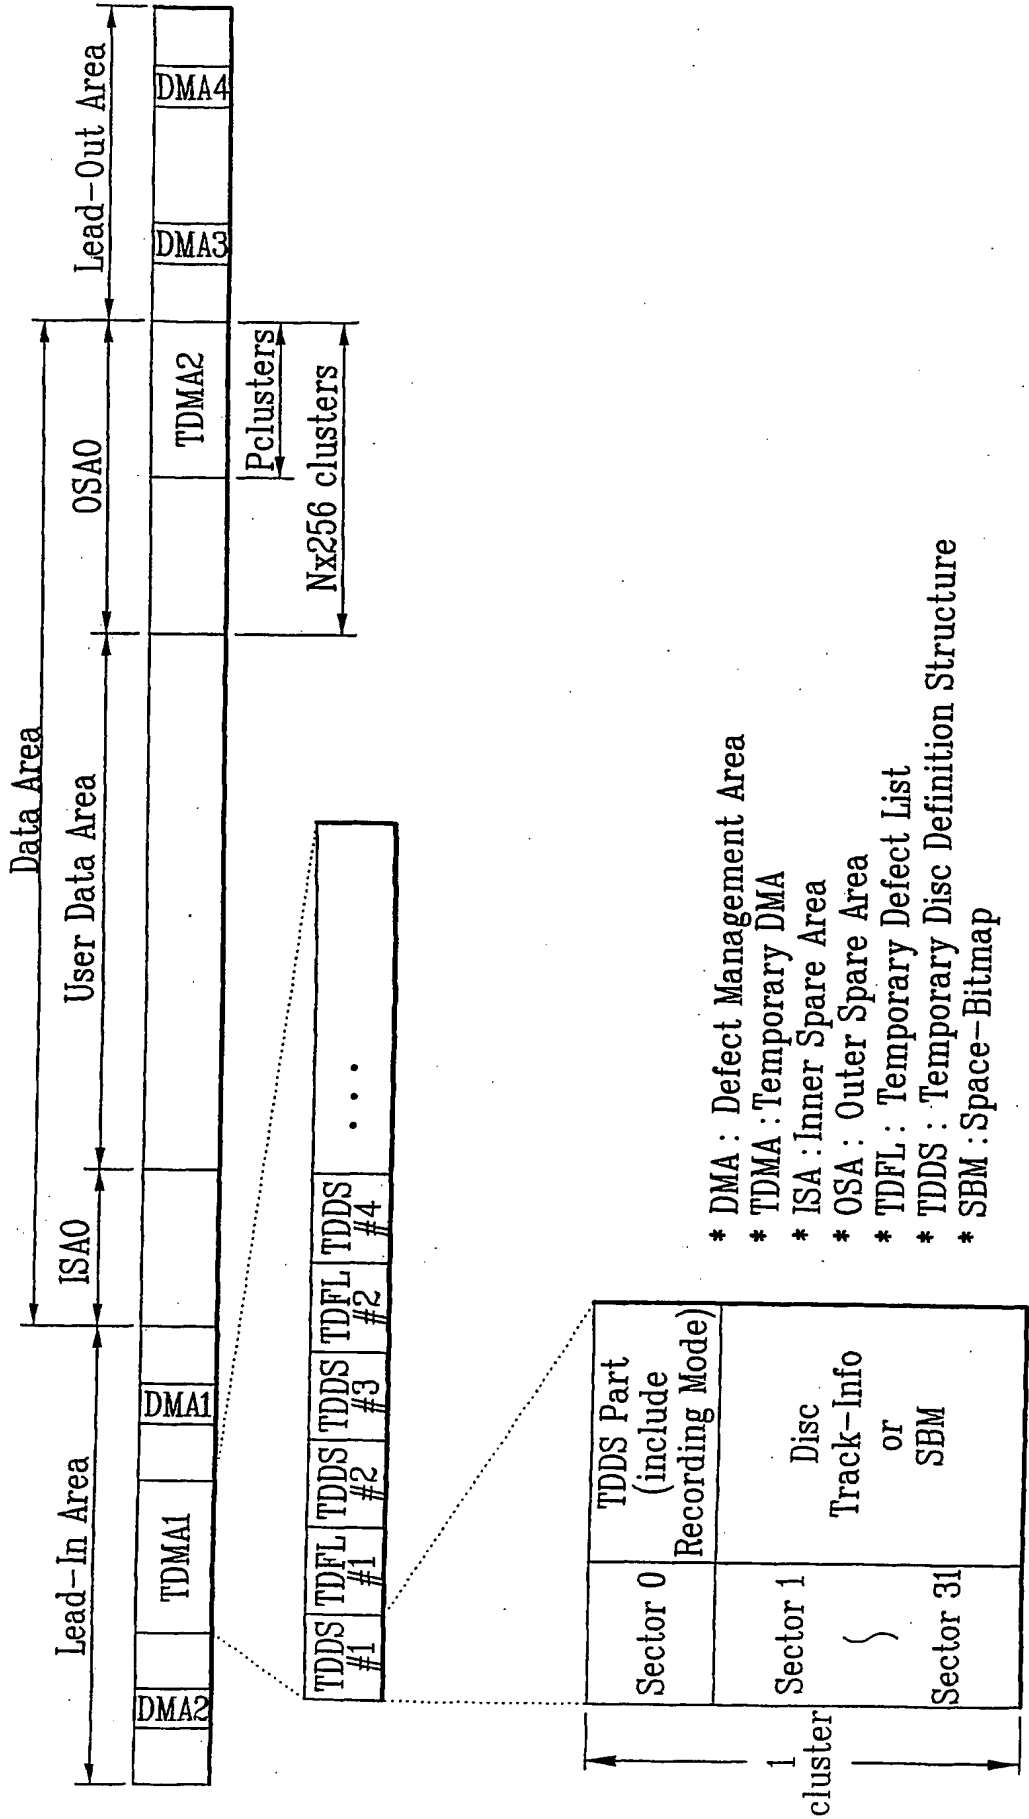 Data Area
Lead-In Area
ISA0
User Data Area
OSA0
Lead-Out Area
DMA2
TDMA1
DMA1
TDMA2
DMA3
DMA4
Pclusters
Nx256 clusters
TDDS
#1
TDFL
#1
TDDS
#2
TDDS
#3
TDFL
#2
TDDS
#4
• • •
1
cluster
Sector 0
TDDS Part
(include
Recording Mode)
Sector 1
Sector 31
Disc
Track-Info
or
SBM
* DMA : Defect Management Area
* TDMA : Temporary DMA
* ISA : Inner Spare Area
* OSA : Outer Spare Area
* TDFL : Temporary Defect List
* TDDS : Temporary Disc Definition Structure
* SBM : Space-Bitmap